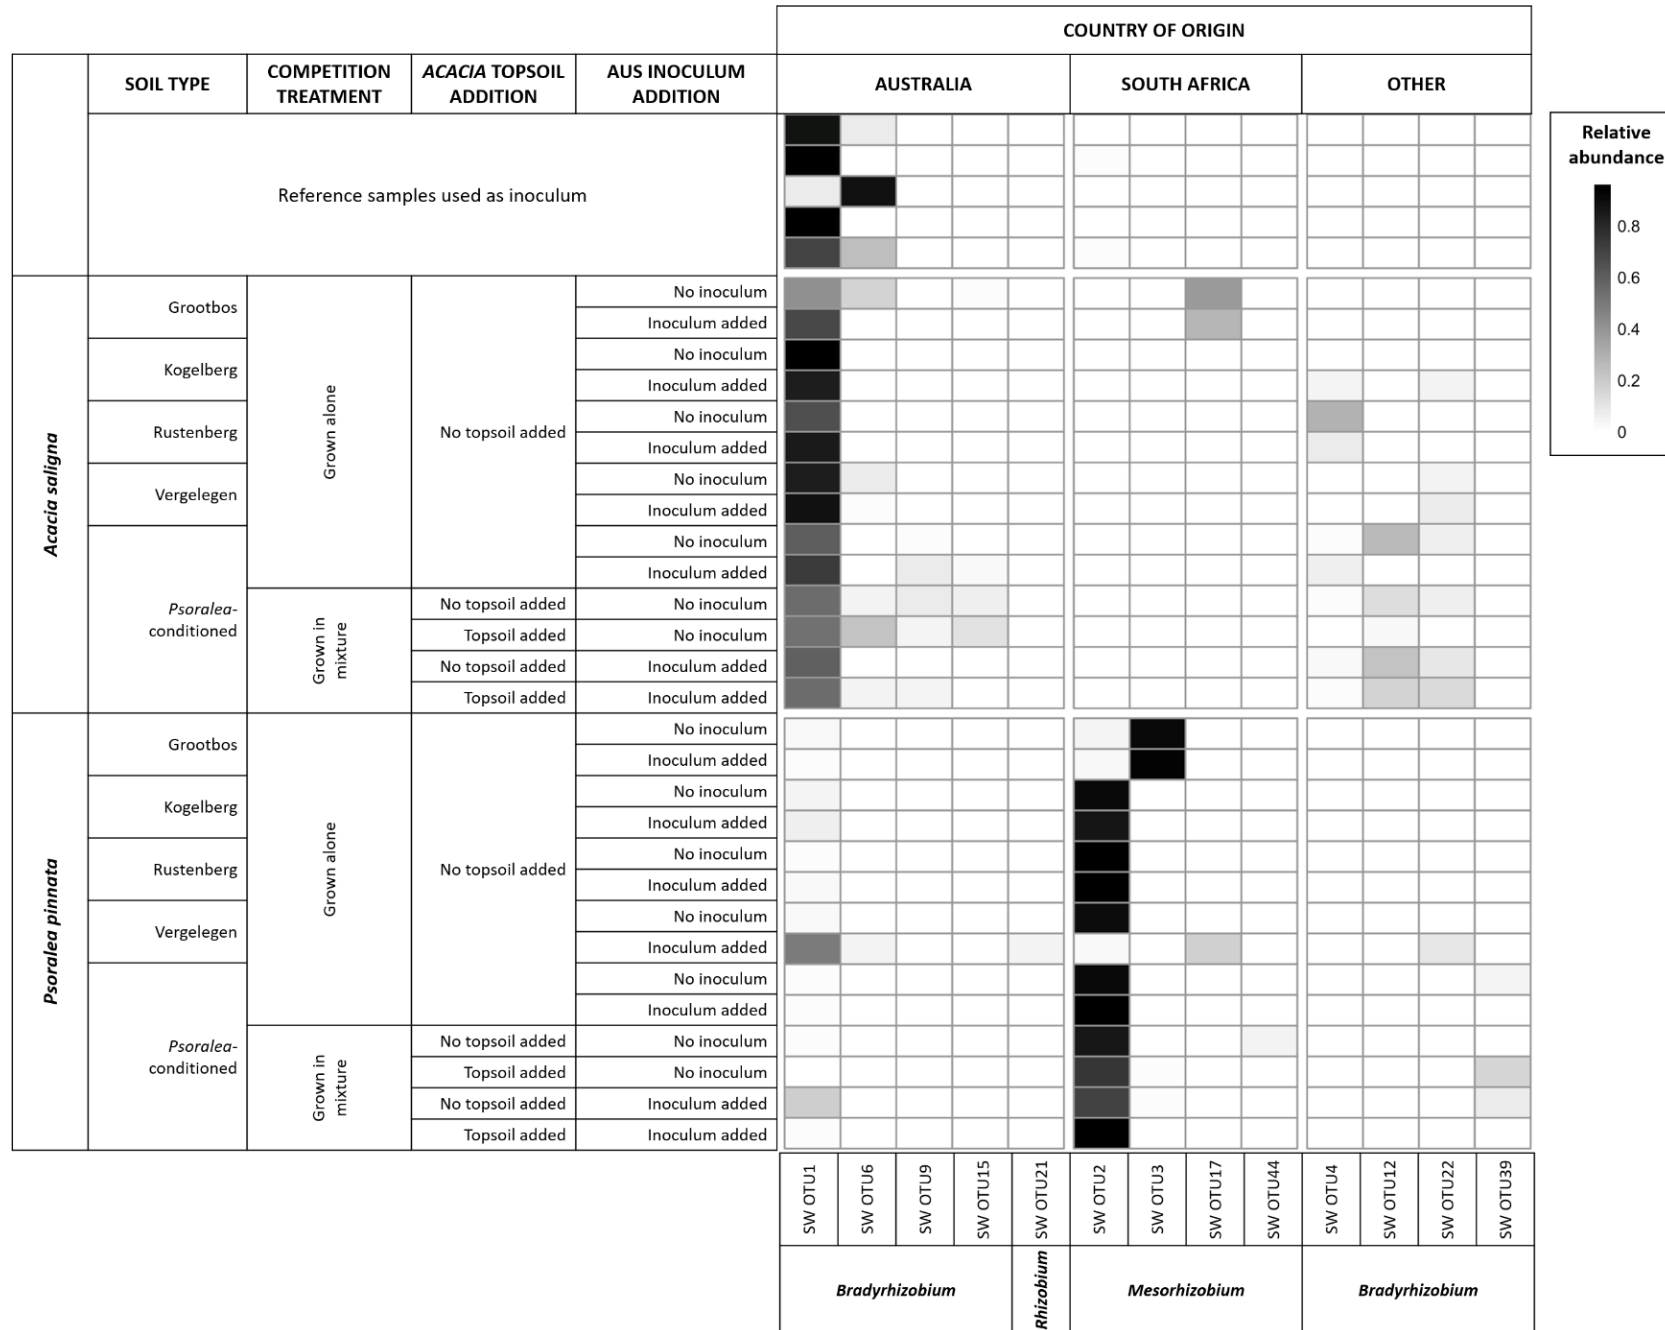 COUNTRY OF ORIGIN
SOIL TYPE
COMPETITION
TREATMENT
ACACIA TOPSOIL
ADDITION
AUS INOCULUM
ADDITION
AUSTRALIA
SOUTH AFRICA
OTHER
Reference samples used as inoculum
Relative
abundance
0.8
0.6
0.4
0.2
0
Acacia saligna
Grootbos
Kogelberg
Rustenberg
Vergelegen
Psoralea-
conditioned
Grown alone
Grown in
mixture
No topsoil added
No topsoil added
Topsoil added
No topsoil added
Topsoil added
No inoculum
Inoculum added
No inoculum
Inoculum added
No inoculum
Inoculum added
No inoculum
Inoculum added
No inoculum
Inoculum added
No inoculum
No inoculum
Inoculum added
Inoculum added
Psoralea pinnata
Grootbos
Kogelberg
Rustenberg
Vergelegen
Psoralea-
conditioned
Grown alone
Grown in
mixture
No topsoil added
No topsoil added
Topsoil added
No topsoil added
Topsoil added
No inoculum
Inoculum added
No inoculum
Inoculum added
No inoculum
Inoculum added
No inoculum
Inoculum added
No inoculum
Inoculum added
No inoculum
No inoculum
Inoculum added
Inoculum added
SW OTU1
SW OTU6
SW OTU9
SW OTU15
SW OTU21
SW OTU2
SW OTU3
SW OTU17
SW OTU44
SW OTU4
SW OTU12
SW OTU22
SW OTU39
Bradyrhizobium
Rhizobium
Mesorhizobium
Bradyrhizobium